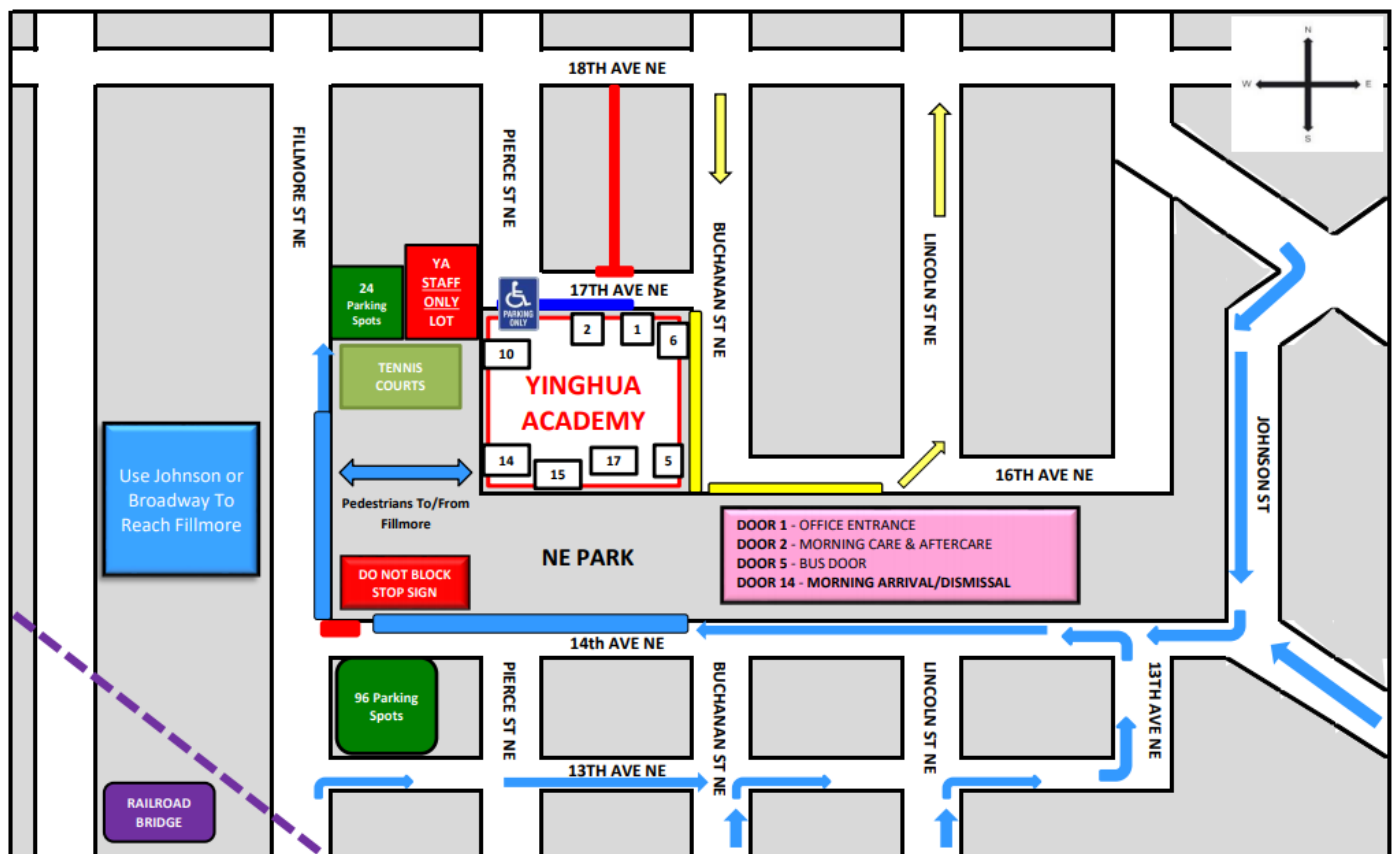 N
W
E
S
18TH AVE NE
FILLMORE ST NE
PIERCE ST NE
BUCHANAN ST NE
LINCOLN ST NE
24
Parking
Spots
YA
STAFF
ONLY
LOT
PARKING
ONLY
17TH AVE NE
2
1
6
10
TENNIS
COURTS
YINGHUA
ACADEMY
14
15
17
5
JOHNSON ST
16TH AVE NE
Use Johnson or
Broadway To
Reach Fillmore
Pedestrians To/From
Fillmore
NE PARK
DOOR 1 - OFFICE ENTRANCE
DOOR 2 - MORNING CARE & AFTERCARE
DOOR 5 - BUS DOOR
DOOR 14 - MORNING ARRIVAL/DISMISSAL
DO NOT BLOCK
STOP SIGN
14th AVE NE
96 Parking
Spots
PIERCE ST NE
BUCHANAN ST NE
LINCOLN ST NE
13TH AVE NE
13TH AVE NE
RAILROAD
BRIDGE